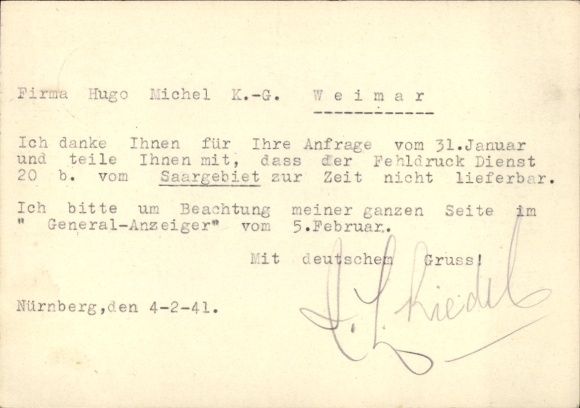 Firma Hugo Michel K.-G. Weimar
Ich danke Ihnen für Ihre Anfrage vom 31.Januar
und teile Ihnen mit, dass der Fehldruck Dienst
20 b. vom Saargebiet zur Zeit nicht lieferbar.
Ich bitte um Beachtung meiner ganzen Seite im
" General-Anzeiger" vom 5.Februar.
Mit deutschem Gruss!
Nürnberg,den 4-2-41.